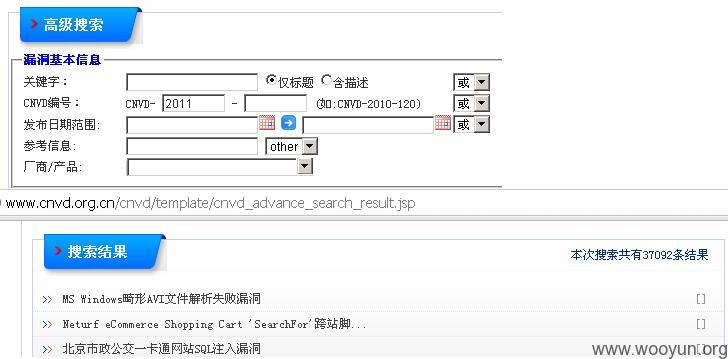 高级搜索
漏洞基本信息
关键字： 仅标题 含描述 或
CNVD编号： CNVD- 2011 - (如:CNVD-2010-120) 或
发布日期范围： 或
参考信息： other
厂商/产品：
www.cnvd.org.cn/cnvd/template/cnvd_advance_search_result.jsp
搜索结果 本次搜索共有37092条结果
MS Windows畸形AVI文件解析失败漏洞 []
Neturf eCommerce Shopping Cart 'SearchFor'跨站脚... []
北京市政公交一卡通网站SQL注入漏洞 []
www.wooyun.org